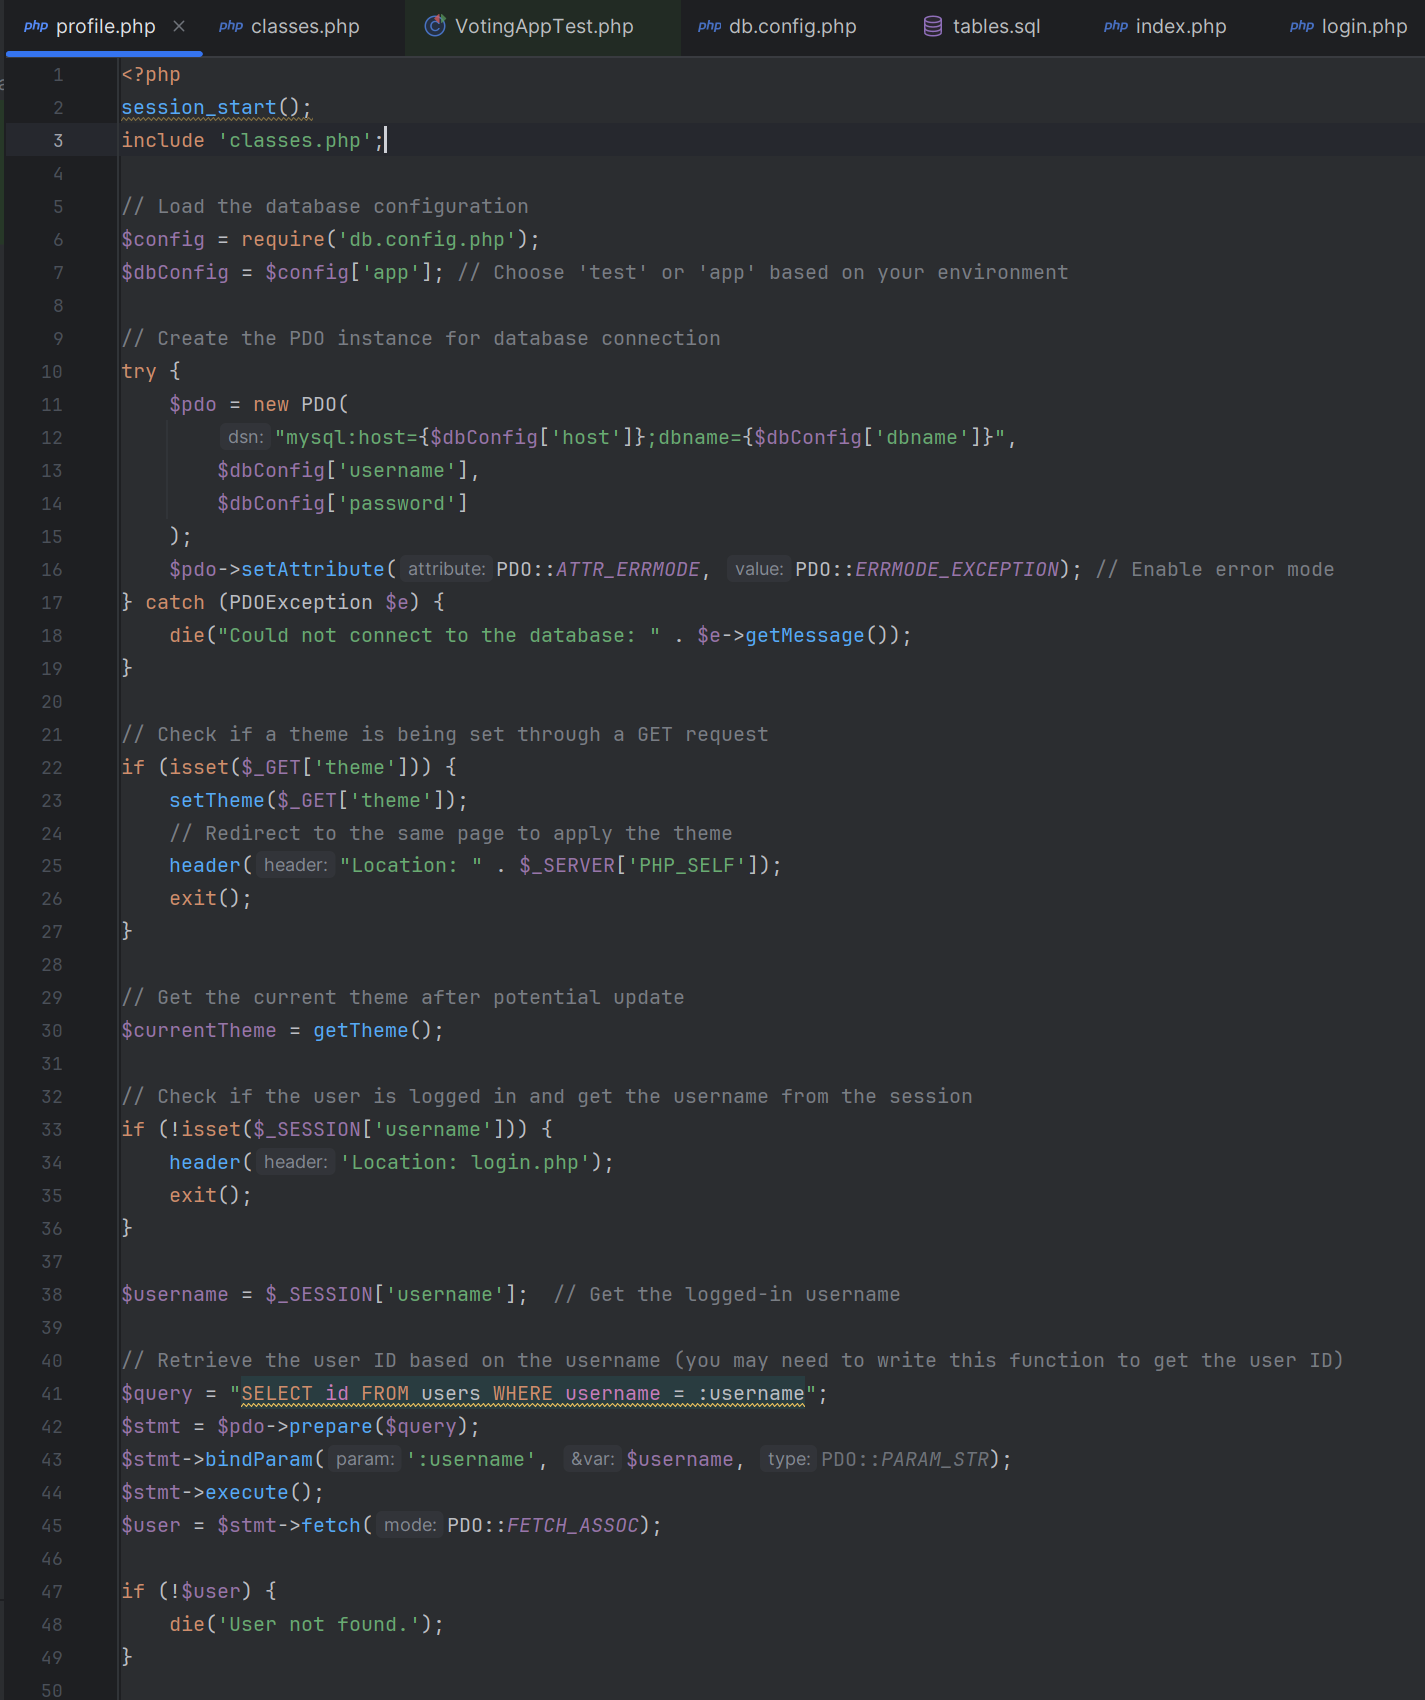 php profile.php × php classes.php VotingAppTest.php php db.config.php tables.sql php index.php php login.php
1 <?php
2 session_start();
3 include 'classes.php';
4
5 // Load the database configuration
6 $config = require('db.config.php');
7 $dbConfig = $config['app']; // Choose 'test' or 'app' based on your environment
8
9 // Create the PDO instance for database connection
10 try {
11     $pdo = new PDO(
12         dsn: "mysql:host={$dbConfig['host']};dbname={$dbConfig['dbname']}",
13         $dbConfig['username'],
14         $dbConfig['password']
15     );
16     $pdo->setAttribute( attribute: PDO::ATTR_ERRMODE, value: PDO::ERRMODE_EXCEPTION); // Enable error mode
17 } catch (PDOException $e) {
18     die("Could not connect to the database: " . $e->getMessage());
19 }
20
21 // Check if a theme is being set through a GET request
22 if (isset($_GET['theme'])) {
23     setTheme($_GET['theme']);
24     // Redirect to the same page to apply the theme
25     header( header: "Location: " . $_SERVER['PHP_SELF']);
26     exit();
27 }
28
29 // Get the current theme after potential update
30 $currentTheme = getTheme();
31
32 // Check if the user is logged in and get the username from the session
33 if (!isset($_SESSION['username'])) {
34     header( header: 'Location: login.php');
35     exit();
36 }
37
38 $username = $_SESSION['username'];  // Get the logged-in username
39
40 // Retrieve the user ID based on the username (you may need to write this function to get the user ID)
41 $query = "SELECT id FROM users WHERE username = :username";
42 $stmt = $pdo->prepare($query);
43 $stmt->bindParam( param: ':username', &var: $username, type: PDO::PARAM_STR);
44 $stmt->execute();
45 $user = $stmt->fetch( mode: PDO::FETCH_ASSOC);
46
47 if (!$user) {
48     die('User not found.');
49 }
50